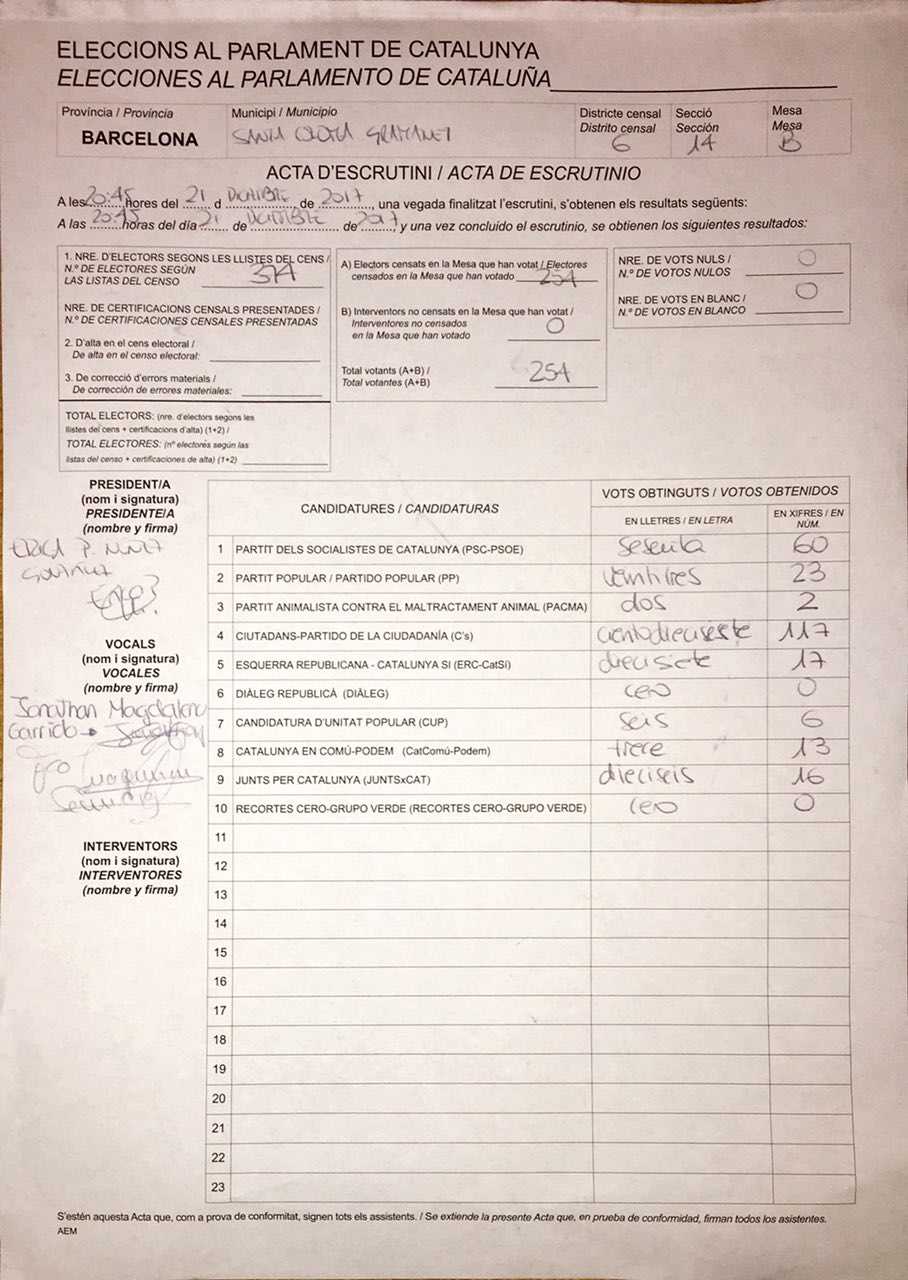 ELECCIONS AL PARLAMENT DE CATALUNYA
ELECCIONES AL PARLAMENTO DE CATALUÑA
Província / Provincia
BARCELONA
Municipi / Municipio
SANTA COLOMA GRAMANET
Districte censal
Distrito censal
6
Secció
Sección
14
Mesa
Mesa
B
ACTA D'ESCRUTINI / ACTA DE ESCRUTINIO
A les 20:45 hores del 21 d DICIEMBRE de 2017, una vegada finalitzat l'escrutini, s'obtenen els resultats següents:
A las 20:45 horas del día 21 de DICIEMBRE de 2017, y una vez concluido el escrutinio, se obtienen los siguientes resultados:
1. NRE. D'ELECTORS SEGONS LES LLISTES DEL CENS /
N.º DE ELECTORES SEGÚN
LAS LISTAS DEL CENSO 374
NRE. DE CERTIFICACIONS CENSALS PRESENTADES /
N.º DE CERTIFICACIONES CENSALES PRESENTADAS
2. D'alta en el cens electoral /
De alta en el censo electoral:
3. De correcció d'errors materials /
De corrección de errores materiales:
TOTAL ELECTORS: (nre. d'electors segons les
llistes del cens + certificacions d'alta) (1+2) /
TOTAL ELECTORES: (nº electores según las
listas del censo + certificaciones de alta) (1+2)
A) Electors censats en la Mesa que han votat / Electores
censados en la Mesa que han votado 254
B) Interventors no censats en la Mesa que han votat /
Interventores no censados
en la Mesa que han votado 0
Total votants (A+B) /
Total votantes (A+B) 254
NRE. DE VOTS NULS /
N.º DE VOTOS NULOS 0
NRE. DE VOTS EN BLANC /
N.º DE VOTOS EN BLANCO 0
PRESIDENT/A
(nom i signatura)
PRESIDENTE/A
(nombre y firma)
VOCALS
(nom i signatura)
VOCALES
(nombre y firma)
Jonathan Magdalena
Garrido
INTERVENTORS
(nom i signatura)
INTERVENTORES
(nombre y firma)
CANDIDATURES / CANDIDATURAS
VOTS OBTINGUTS / VOTOS OBTENIDOS
EN LLETRES / EN LETRA
EN XIFRES / EN NÚM.
1 PARTIT DELS SOCIALISTES DE CATALUNYA (PSC-PSOE) sesenta 60
2 PARTIT POPULAR / PARTIDO POPULAR (PP) veintitres 23
3 PARTIT ANIMALISTA CONTRA EL MALTRACTAMENT ANIMAL (PACMA) dos 2
4 CIUTADANS-PARTIDO DE LA CIUDADANÍA (C's) cientodiecisiete 117
5 ESQUERRA REPUBLICANA - CATALUNYA SI (ERC-CatSí) diecisiete 17
6 DIÀLEG REPUBLICÀ (DIÀLEG) cero 0
7 CANDIDATURA D'UNITAT POPULAR (CUP) seis 6
8 CATALUNYA EN COMÚ-PODEM (CatComú-Podem) trece 13
9 JUNTS PER CATALUNYA (JUNTSxCAT) dieciseis 16
10 RECORTES CERO-GRUPO VERDE (RECORTES CERO-GRUPO VERDE) cero 0
11
12
13
14
15
16
17
18
19
20
21
22
23
S'estén aquesta Acta que, com a prova de conformitat, signen tots els assistents. / Se extiende la presente Acta que, en prueba de conformidad, firman todos los asistentes.
AEM